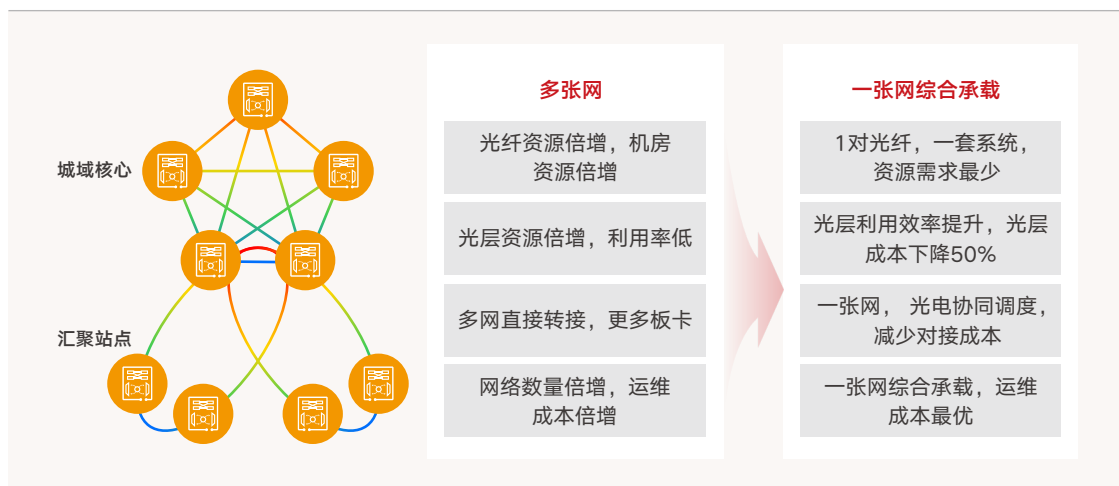 城域核心
汇聚站点
多张网
光纤资源倍增，机房
资源倍增
光层资源倍增，利用率低
多网直接转接，更多板卡
网络数量倍增，运维
成本倍增
一张网综合承载
1对光纤，一套系统，
资源需求最少
光层利用效率提升，光层
成本下降50%
一张网， 光电协同调度，
减少对接成本
一张网综合承载，运维
成本最优